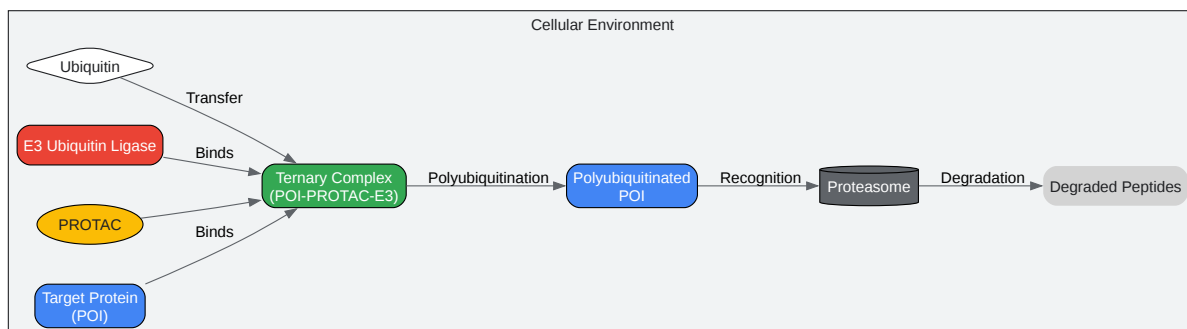 Cellular Environment
Ubiquitin
Transfer
E3 Ubiquitin Ligase
Binds
Ternary Complex
(POI-PROTAC-E3)
Polyubiquitination
Polyubiquitinated
POI
Recognition
Proteasome
Degradation
Degraded Peptides
PROTAC
Binds
Target Protein
(POI)